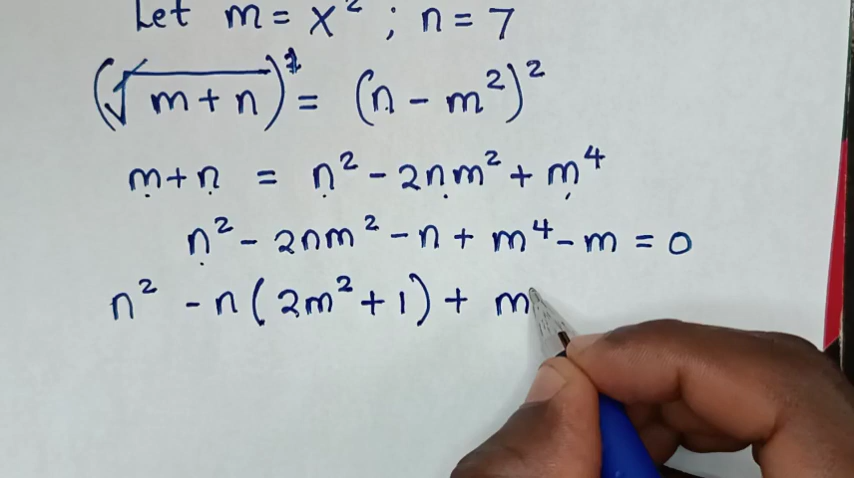 Let m = x² ; n = 7
(√m + n)² = (n - m²)²
m + n = n² - 2nm² + m⁴
n² - 2nm² - n + m⁴ - m = 0
n² - n(2m² + 1) + m